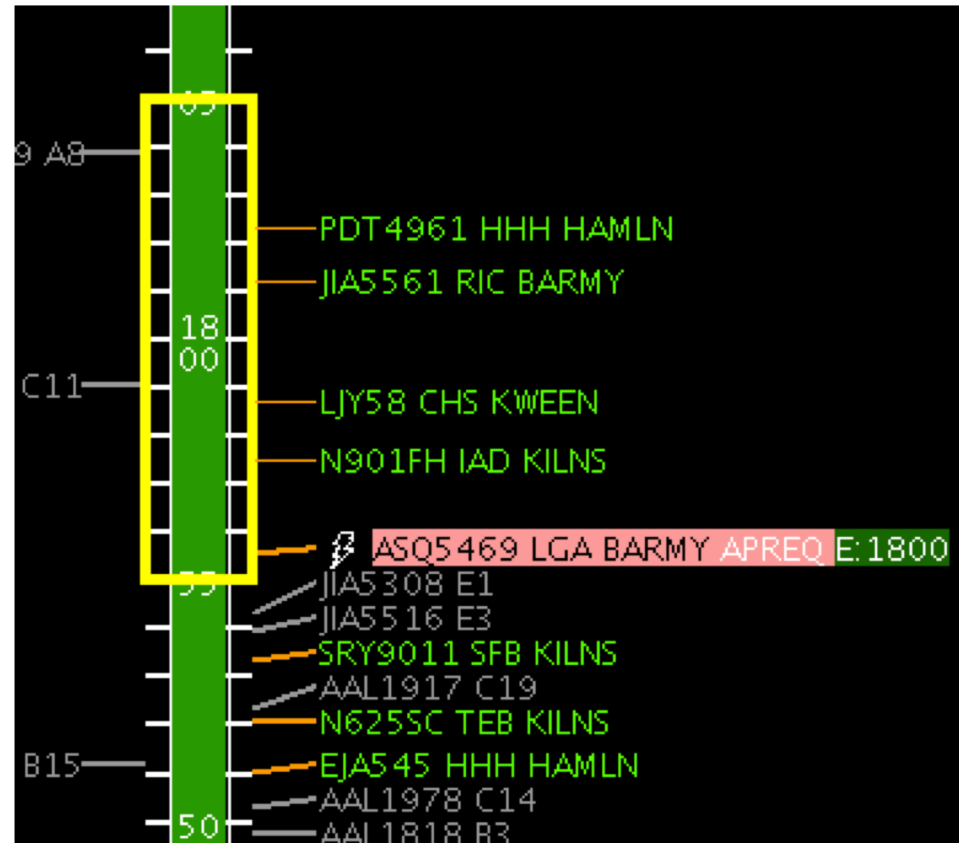 9 A8
PDT4961 HHH HAMLN
JIA5561 RIC BARMY
18
00
C11
LJY58 CHS KWEEN
N901FH IAD KILNS
ASQ5469 LGA BARMY APREQ E:1800
JIA5308 E1
JIA5516 E3
SRY9011 SFB KILNS
AAL1917 C19
N625SC TEB KILNS
B15
EJA545 HHH HAMLN
AAL1978 C14
50
AAL1818 B3